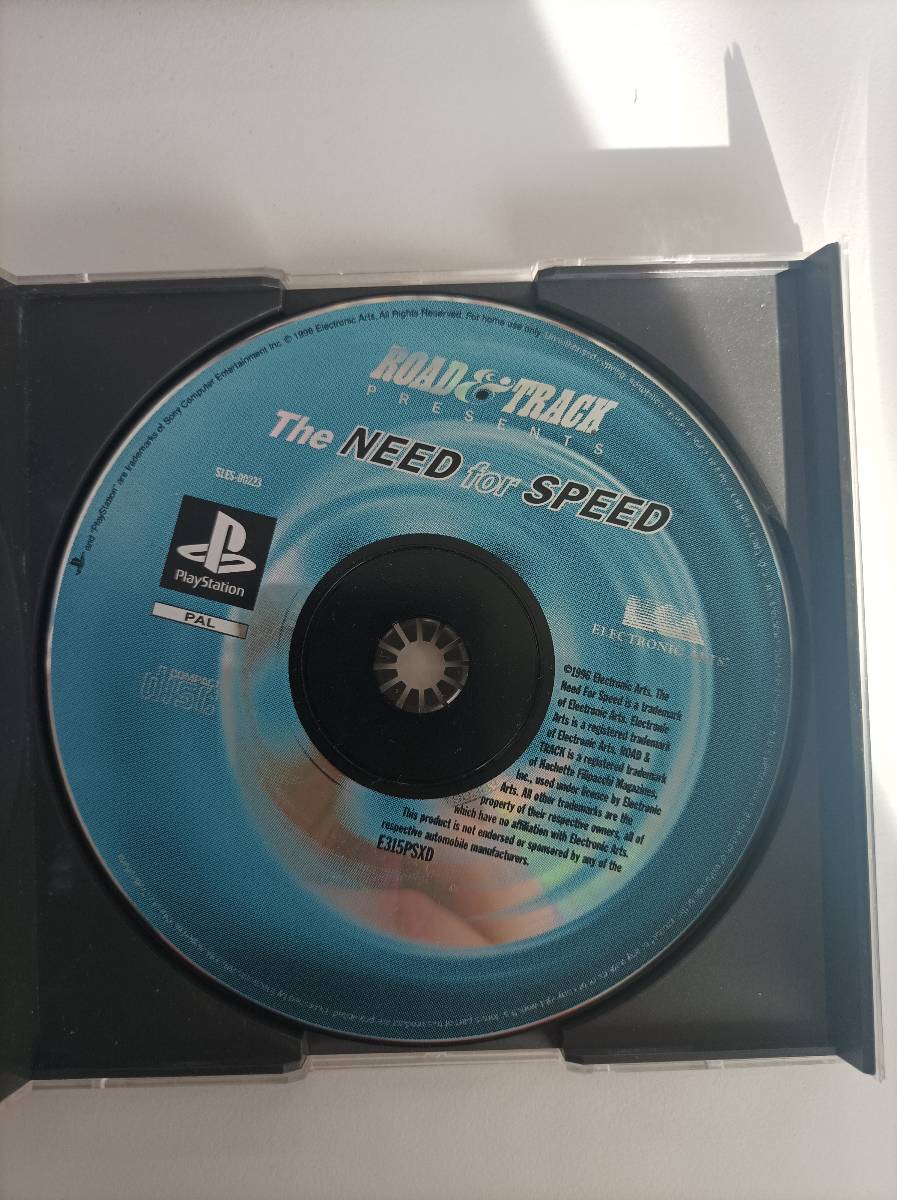 and "PlayStation" are trademarks of Sony Computer Entertainment Inc. © 1996 Electronic Arts. All Rights Reserved. For home use only.
ROAD & TRACK
PRESENTS
The NEED for SPEED
SLES-00223
PlayStation
PAL
COMPACT
disc
ELECTRONIC ARTS™
©1996 Electronic Arts. The
Need For Speed is a trademark
of Electronic Arts. Electronic
Arts is a registered trademark
of Electronic Arts. ROAD &
TRACK is a registered trademark
of Hachette Filipacchi Magazines,
Inc., used under licence by Electronic
Arts. All other trademarks are the
property of their respective owners, all of
which have no affiliation with Electronic Arts.
This product is not endorsed or sponsored by any of the
respective automobile manufacturers.
E315PSXD